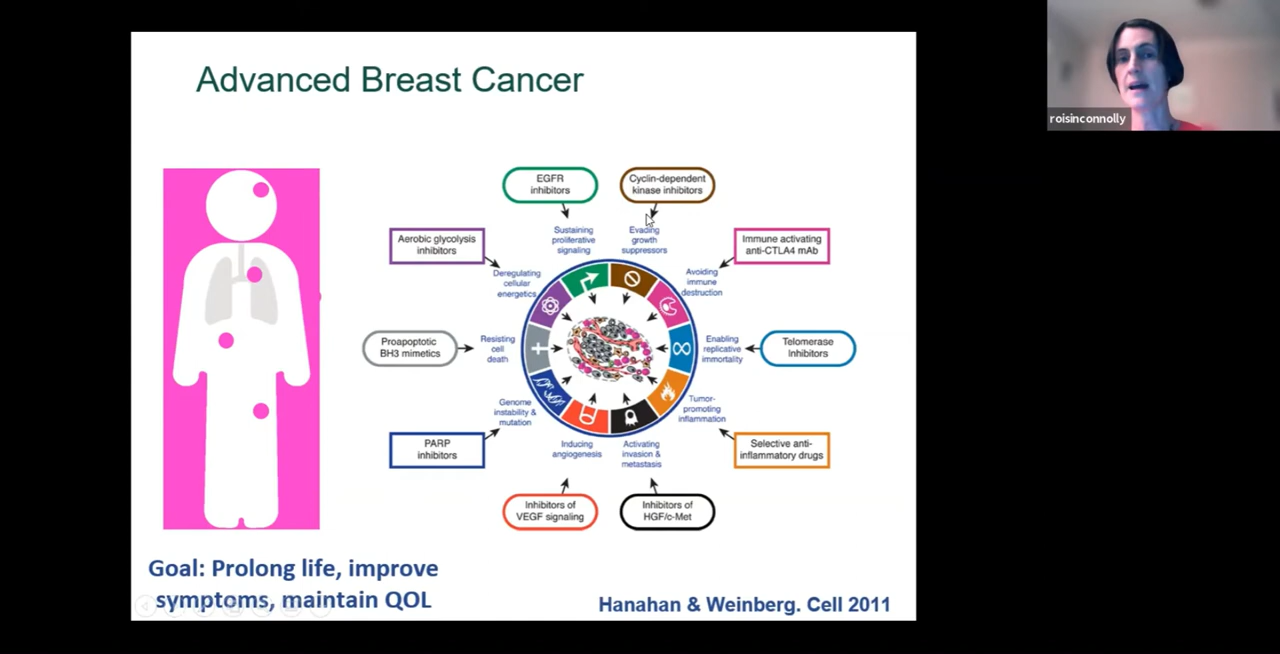 Advanced Breast Cancer
roisinconnolly
EGFR
inhibitors
Cyclin-dependent
kinase inhibitors
Aerobic glycolysis
inhibitors
Sustaining
proliferative
signaling
Evading
growth
suppressors
Immune activating
anti-CTLA4 mAb
Deregulating
cellular
energetics
Avoiding
immune
destruction
Proapoptotic
BH3 mimetics
Resisting
cell
death
Enabling
replicative
immortality
Telomerase
Inhibitors
Genome
instability &
mutation
Tumor-
promoting
inflammation
PARP
inhibitors
Inducing
angiogenesis
Activating
invasion &
metastasis
Selective anti-
inflammatory drugs
Inhibitors of
VEGF signaling
Inhibitors of
HGF/c-Met
Goal: Prolong life, improve
symptoms, maintain QOL
Hanahan & Weinberg. Cell 2011